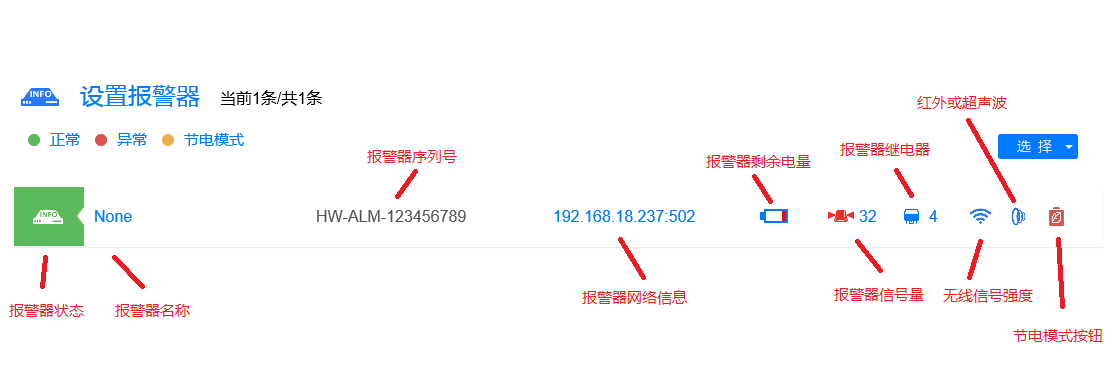 INFO 设置报警器 当前1条/共1条
红外或超声波
正常 异常 节电模式
选 择
报警器序列号
报警器剩余电量
报警器继电器
INFO None HW-ALM-123456789 192.168.18.237:502 32 4
报警器状态
报警器名称
报警器网络信息
报警器信号量
无线信号强度
节电模式按钮